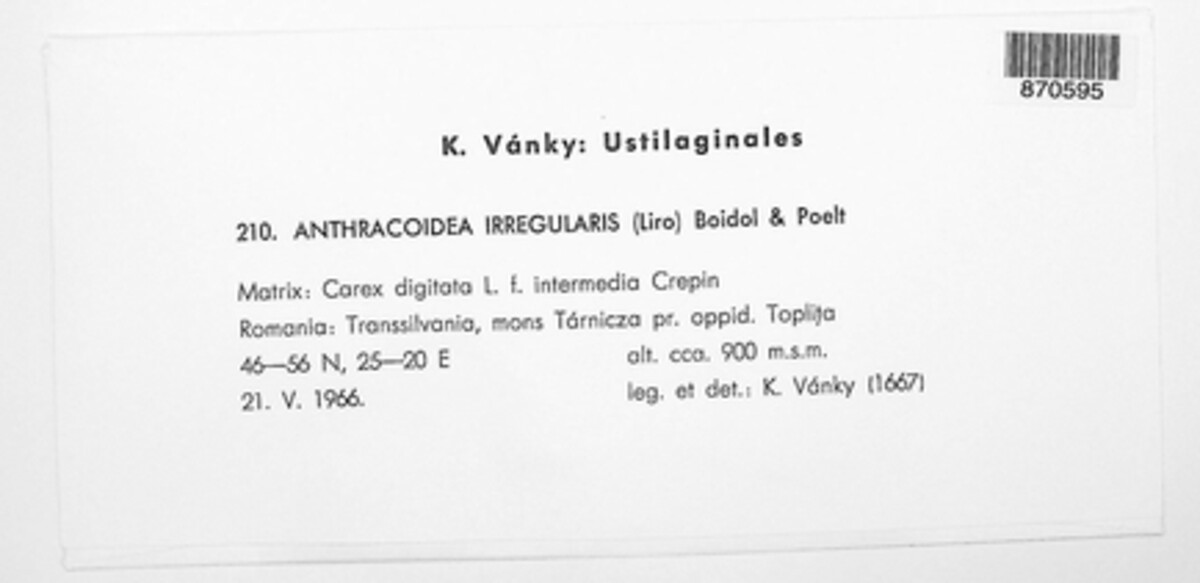 870595
K. Vánky: Ustilaginales
210. ANTHRACOIDEA IRREGULARIS (Liro) Boidol & Poelt
Matrix: Carex digitata L. f. intermedia Crepin
Romania: Transsilvania, mons Tárnicza pr. oppid. Topliţa
46—56 N, 25—20 E alt. cca. 900 m.s.m.
21. V. 1966. leg. et det.: K. Vánky (1667)